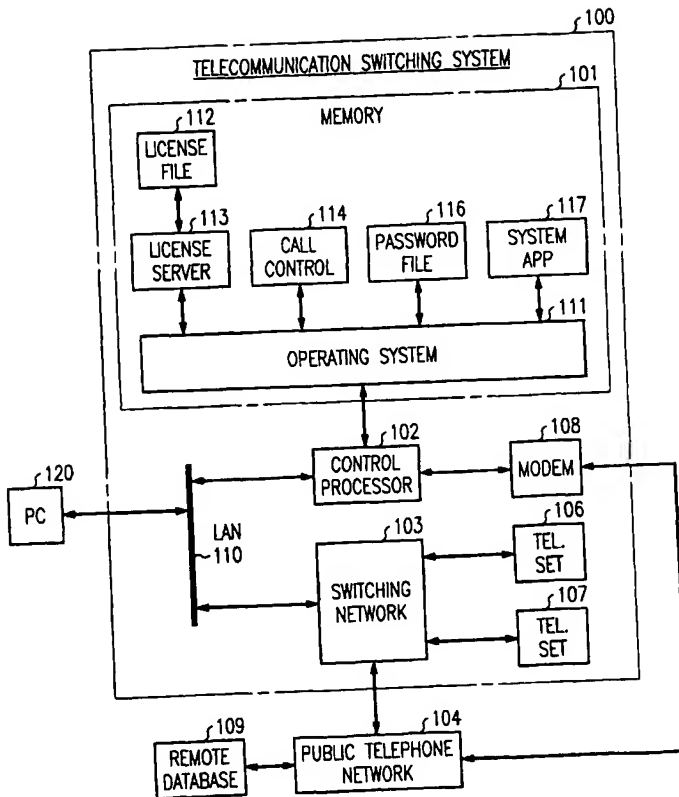 100
TELECOMMUNICATION SWITCHING SYSTEM
101
MEMORY
112
LICENSE
FILE
113
LICENSE
SERVER
114
CALL
CONTROL
116
PASSWORD
FILE
117
SYSTEM
APP
111
OPERATING SYSTEM
102
CONTROL
PROCESSOR
108
MODEM
120
PC
LAN
110
103
SWITCHING
NETWORK
106
TEL.
SET
107
TEL.
SET
109
REMOTE
DATABASE
104
PUBLIC TELEPHONE
NETWORK